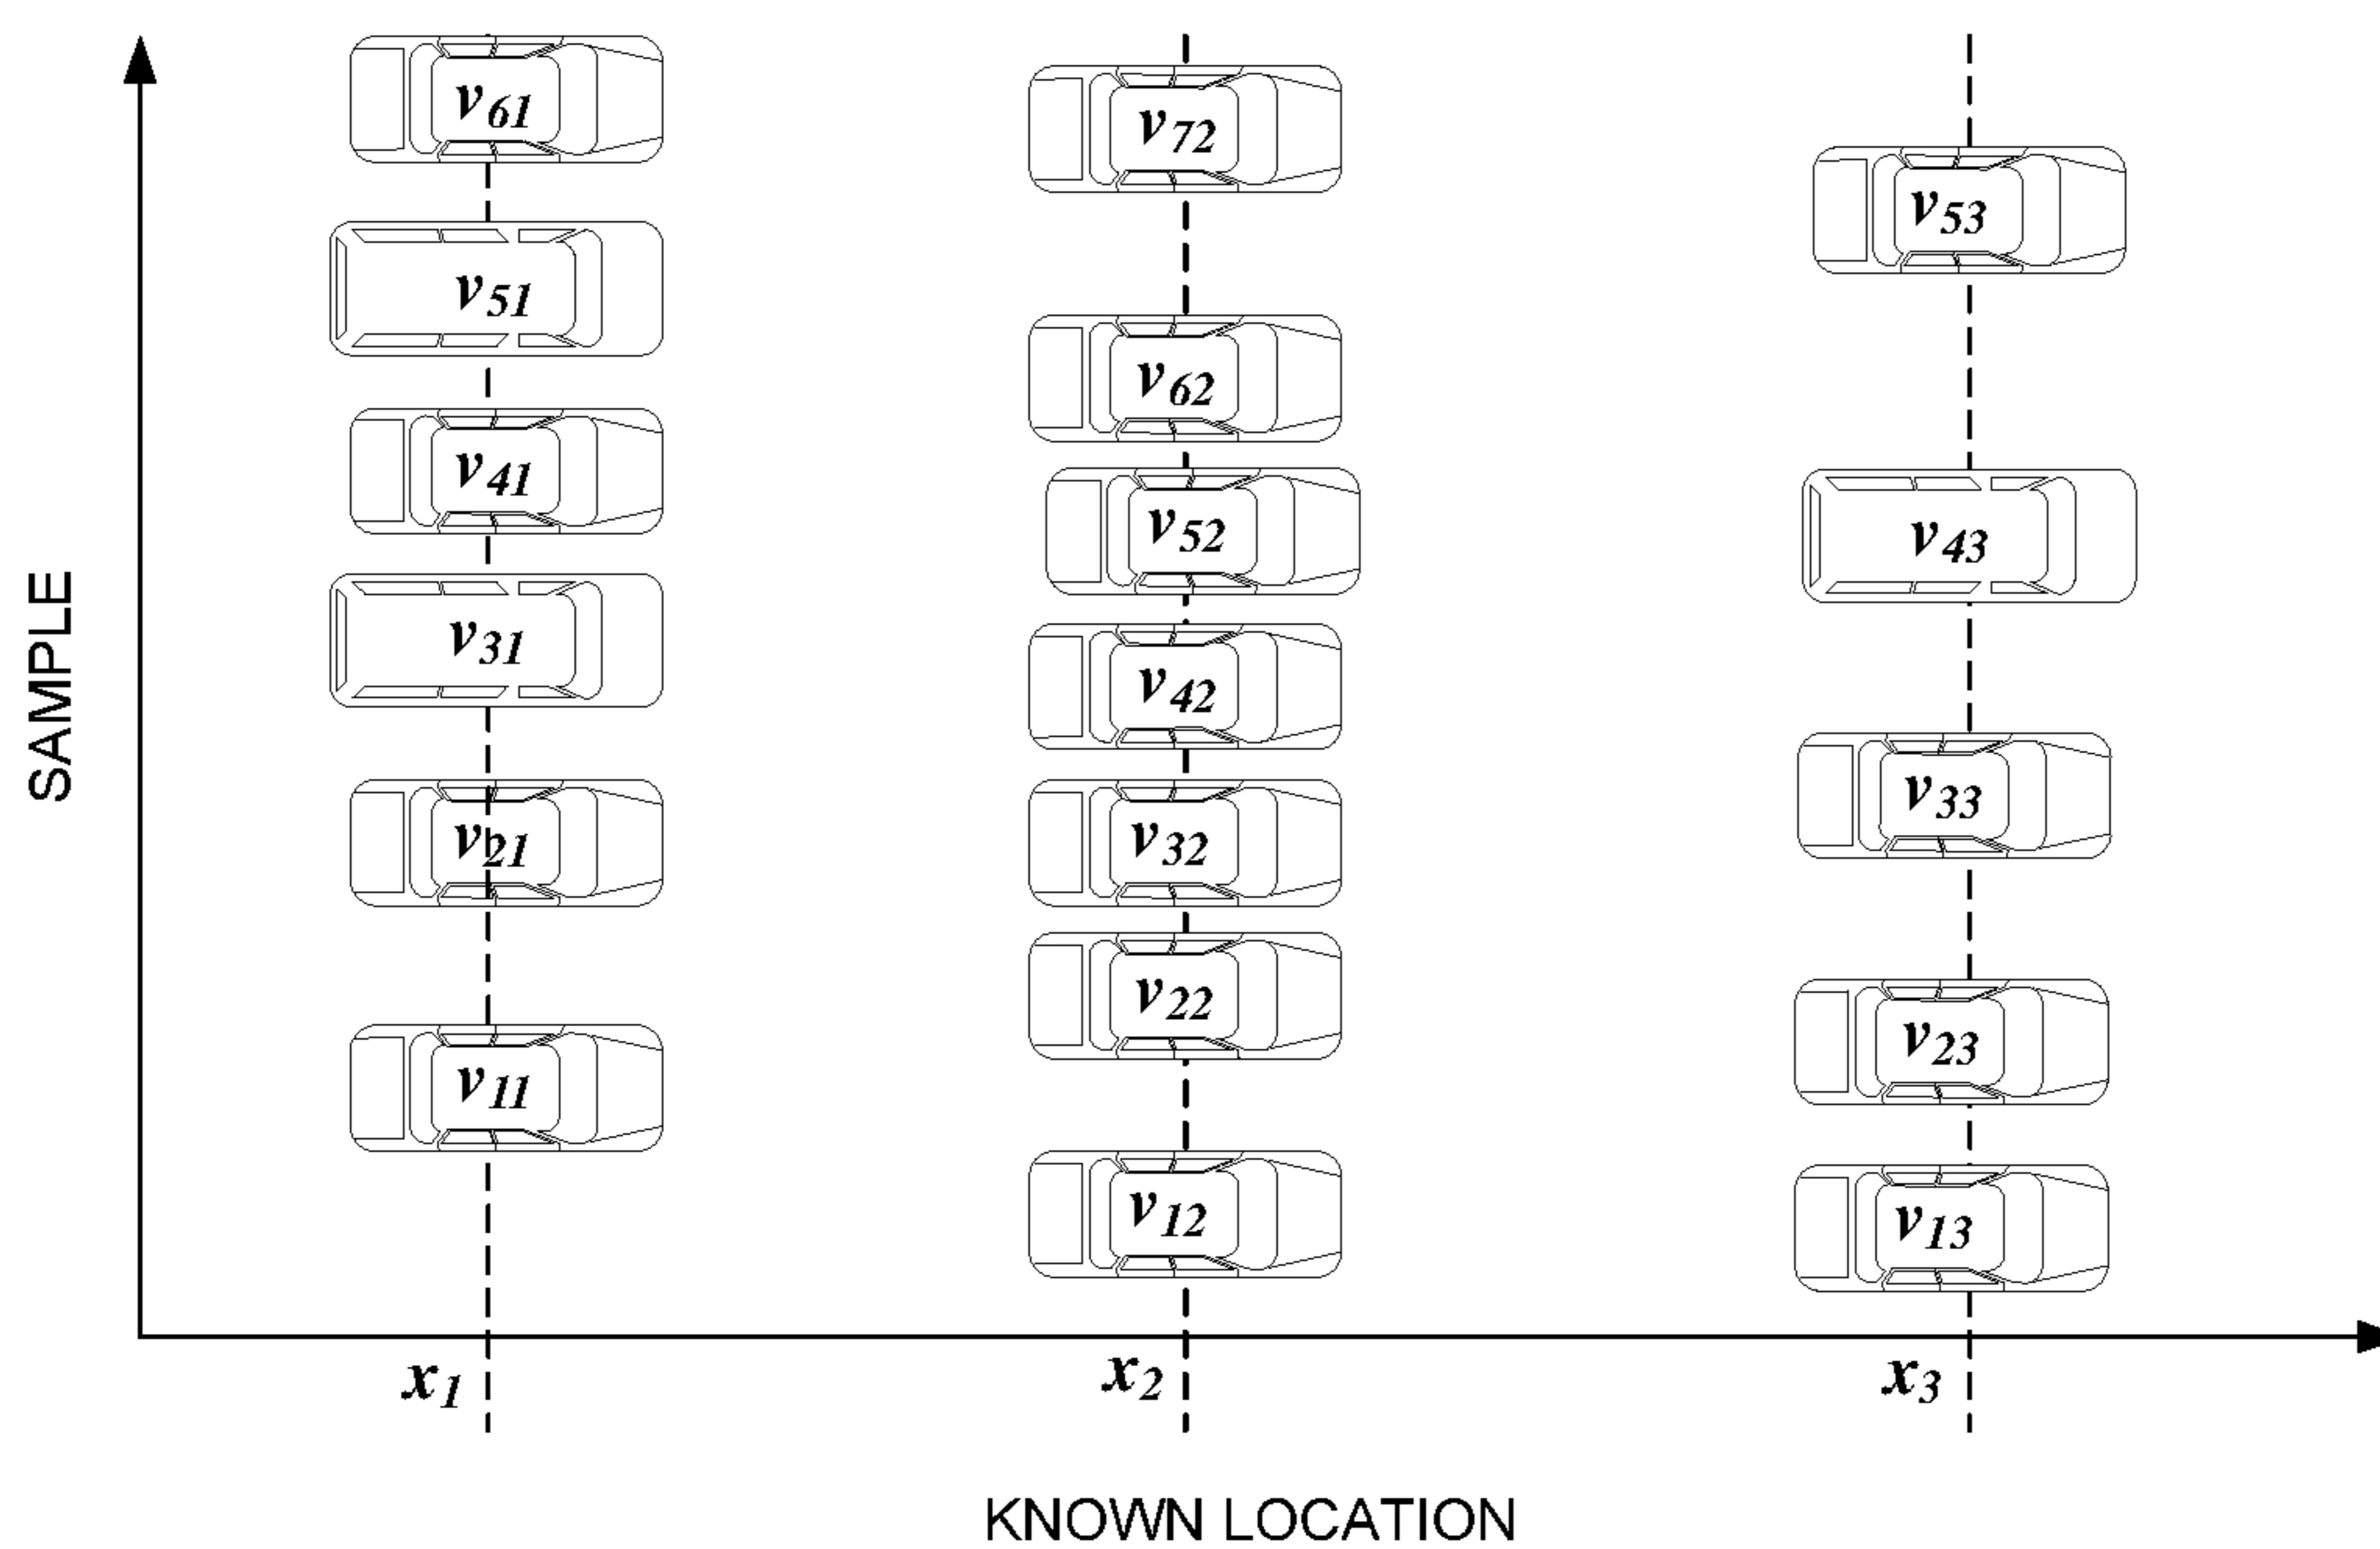 SAMPLE
v61
v51
v41
v31
v21
v11
v72
v62
v52
v42
v32
v22
v12
v53
v43
v33
v23
v13
x1
x2
x3
KNOWN LOCATION